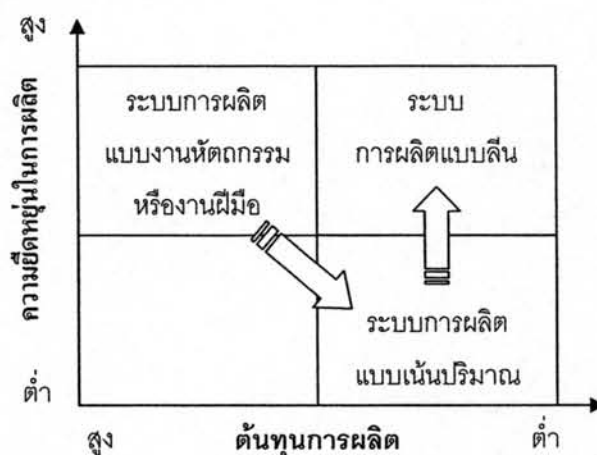 สูง
ความยืดหยุ่นในการผลิต
ต่ำ
ระบบการผลิต
แบบงานหัตถกรรม
หรืองานฝีมือ
ระบบ
การผลิตแบบลีน
ระบบการผลิต
แบบเน้นปริมาณ
สูง
ต้นทุนการผลิต
ต่ำ